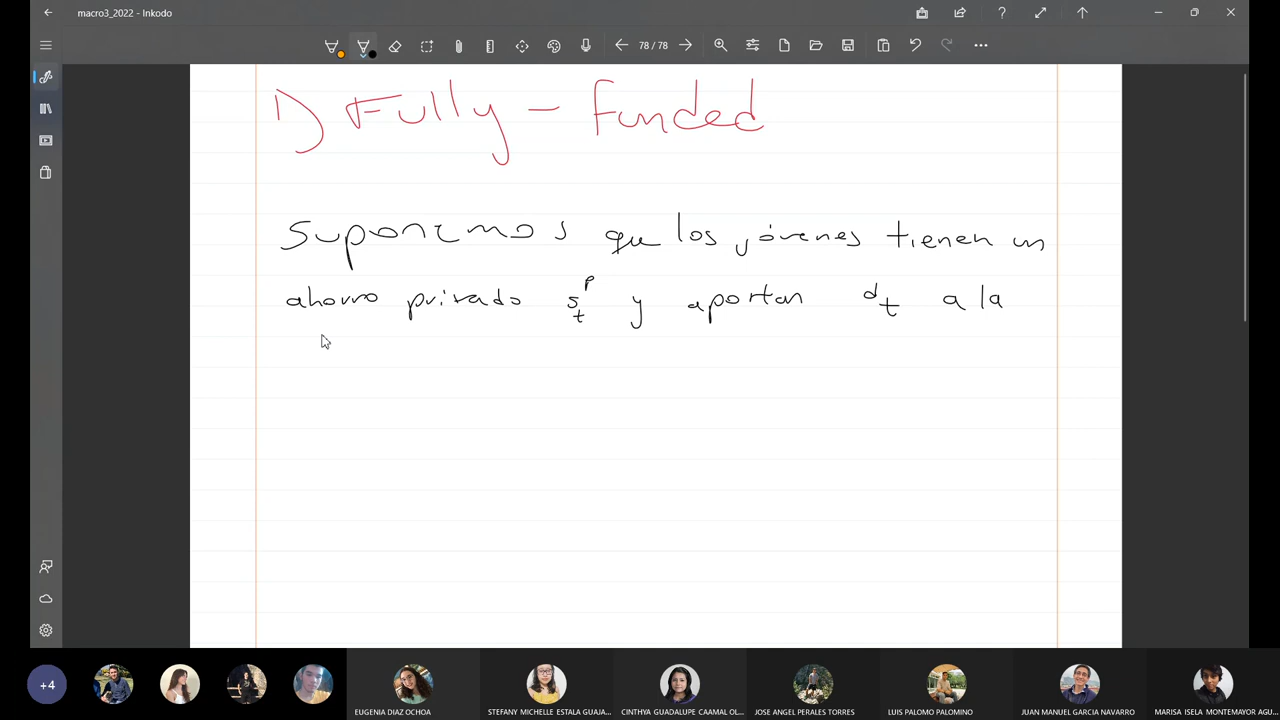 macro3_2022 - Inkodo
78 / 78
1) Fully - Funded
Suponemos que los jóvenes tienen un
ahorro privado s_t^p y aportan d_t a la
+4
EUGENIA DIAZ OCHOA
STEFANY MICHELLE ESTALA GUAJA...
CINTHYA GUADALUPE CAAMAL OL...
JOSE ANGEL PERALES TORRES
LUIS PALOMO PALOMINO
JUAN MANUEL GARCIA NAVARRO
MARISA ISELA MONTEMAYOR AGU...